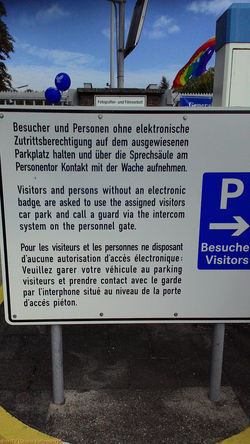 Fotografier- und Filmverbot!
Besucher und Personen ohne elektronische
Zutrittsberechtigung auf dem ausgewiesenen
Parkplatz halten und über die Sprechsäule am
Personentor Kontakt mit der Wache aufnehmen.
Visitors and persons without an electronic
badge, are asked to use the assigned visitors
car park and call a guard via the intercom
system on the personnel gate.
Pour les visiteurs et les personnes ne disposant
d'aucune autorisation d'accès électronique:
Veuillez garer votre véhicule au parking
visiteurs et prendre contact avec le garde
par l'interphone situé au niveau de la porte
d'accès piéton.
P
Besuche
Visitors